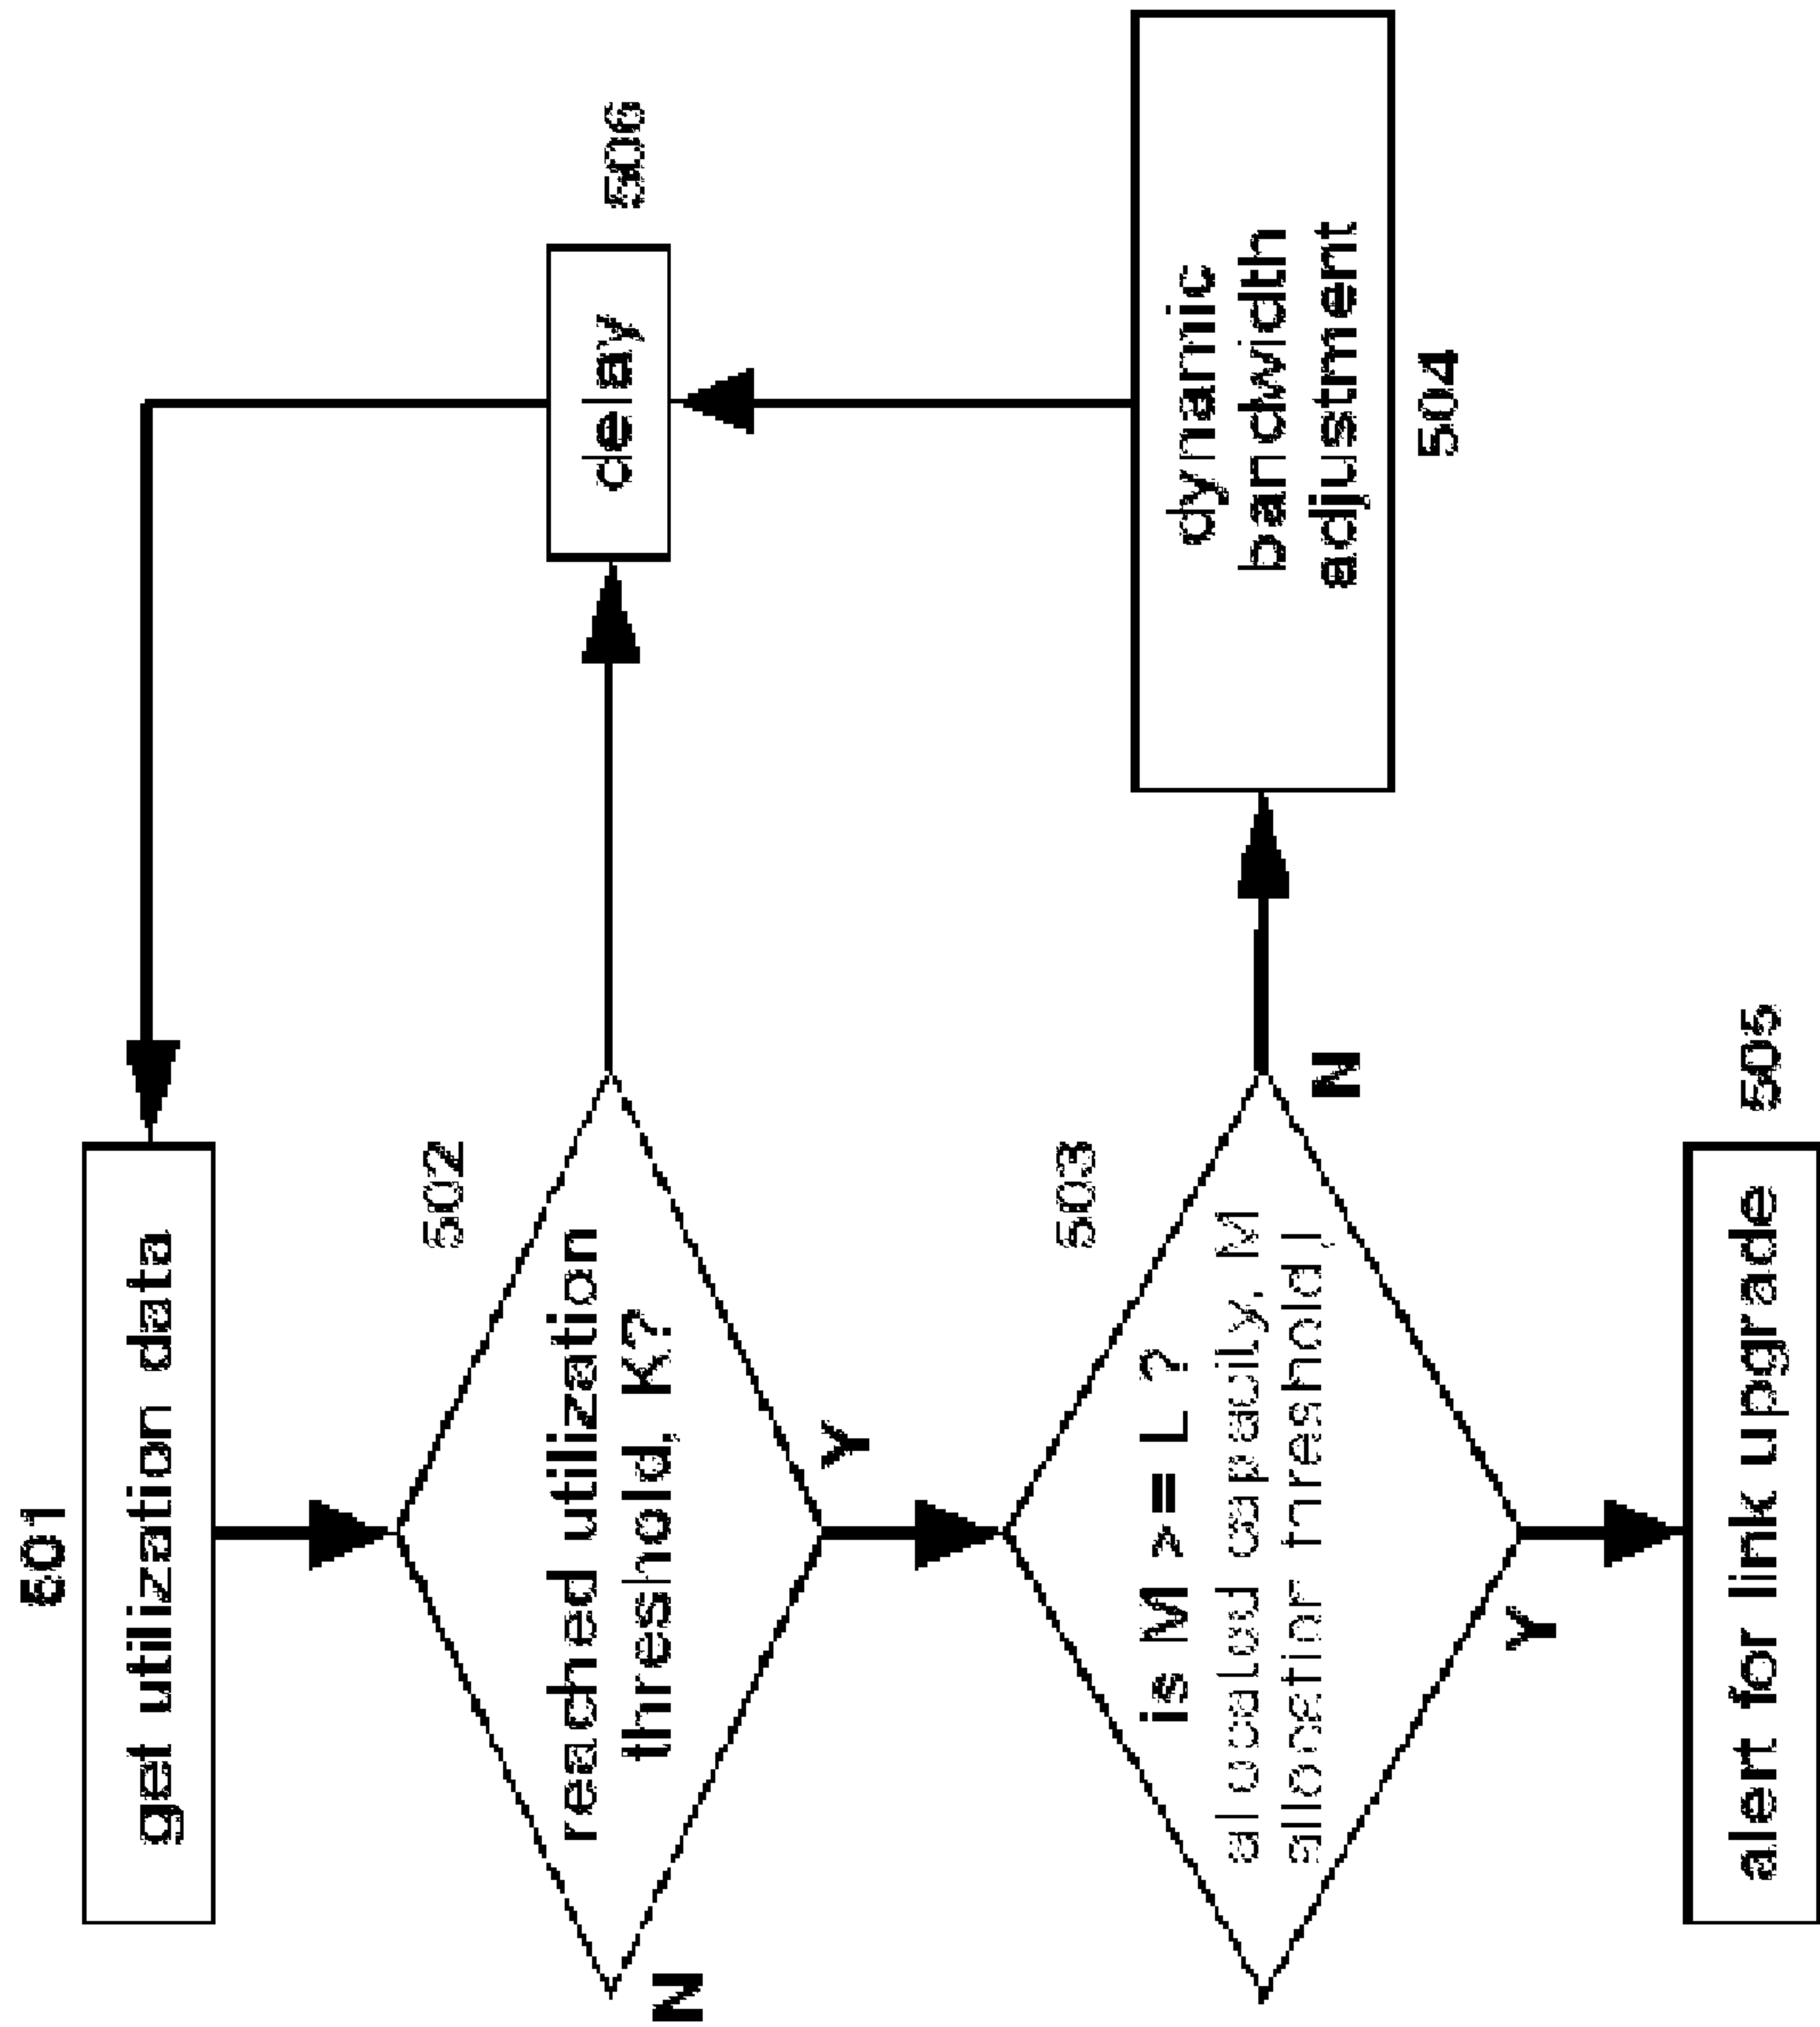 501
get utilization data
502
reached utilization
threshold, K?
N
Y
delay
506
503
is M >= L ?
allocated capacity, M
allocation threshold,
N
Y
dynamic
bandwidth
adjustment
504
alert for link upgrade
505